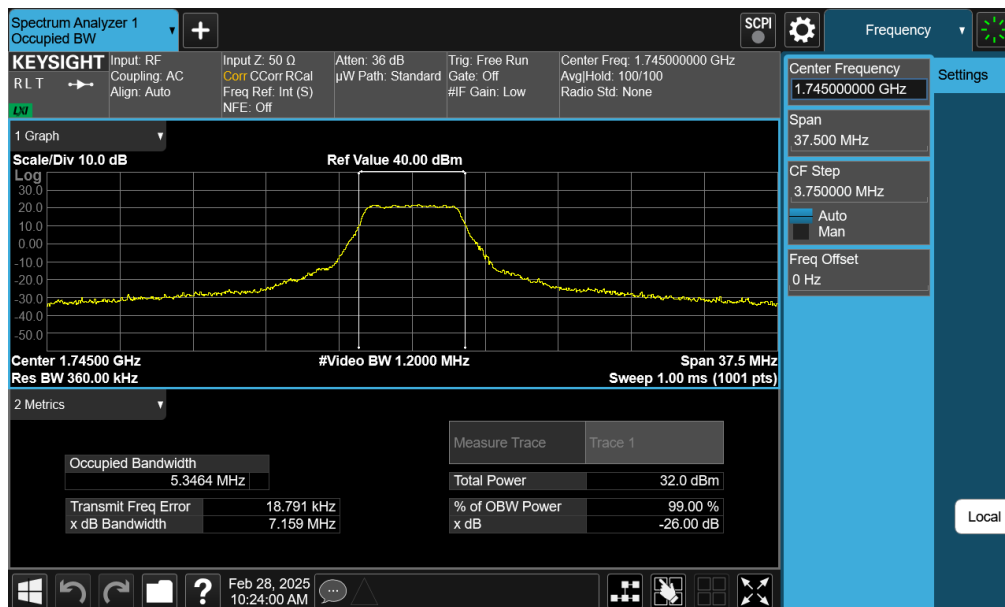 Spectrum Analyzer 1
Occupied BW
▼
+
SCPI
Frequency
▼
KEYSIGHT
RLT
LXI
Input: RF
Coupling: AC
Align: Auto
Input Z: 50 Ω
Corr CCorr RCal
Freq Ref: Int (S)
NFE: Off
Atten: 36 dB
µW Path: Standard
Trig: Free Run
Gate: Off
#IF Gain: Low
Center Freq: 1.745000000 GHz
Avg|Hold: 100/100
Radio Std: None
1 Graph ▼
Scale/Div 10.0 dB Ref Value 40.00 dBm
Log
30.0
20.0
10.0
0.00
-10.0
-20.0
-30.0
-40.0
-50.0
Center 1.74500 GHz #Video BW 1.2000 MHz Span 37.5 MHz
Res BW 360.00 kHz Sweep 1.00 ms (1001 pts)
2 Metrics ▼
Measure Trace Trace 1
Occupied Bandwidth
5.3464 MHz
Total Power 32.0 dBm
Transmit Freq Error 18.791 kHz % of OBW Power 99.00 %
x dB Bandwidth 7.159 MHz x dB -26.00 dB
Center Frequency
1.745000000 GHz
Span
37.500 MHz
CF Step
3.750000 MHz
Auto
Man
Freq Offset
0 Hz
Settings
Local
?
Feb 28, 2025
10:24:00 AM